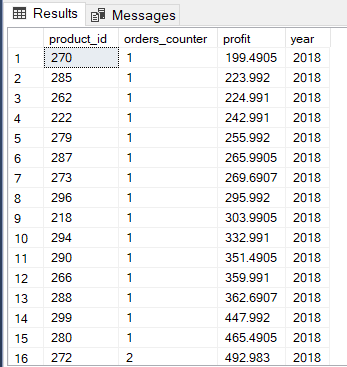 Results Messages
product_id orders_counter profit year
1 270 1 199.4905 2018
2 285 1 223.992 2018
3 262 1 224.991 2018
4 222 1 242.991 2018
5 279 1 255.992 2018
6 287 1 265.9905 2018
7 273 1 269.6907 2018
8 296 1 295.992 2018
9 218 1 303.9905 2018
10 294 1 332.991 2018
11 290 1 351.4905 2018
12 266 1 359.991 2018
13 288 1 362.6907 2018
14 299 1 447.992 2018
15 280 1 465.4905 2018
16 272 2 492.983 2018